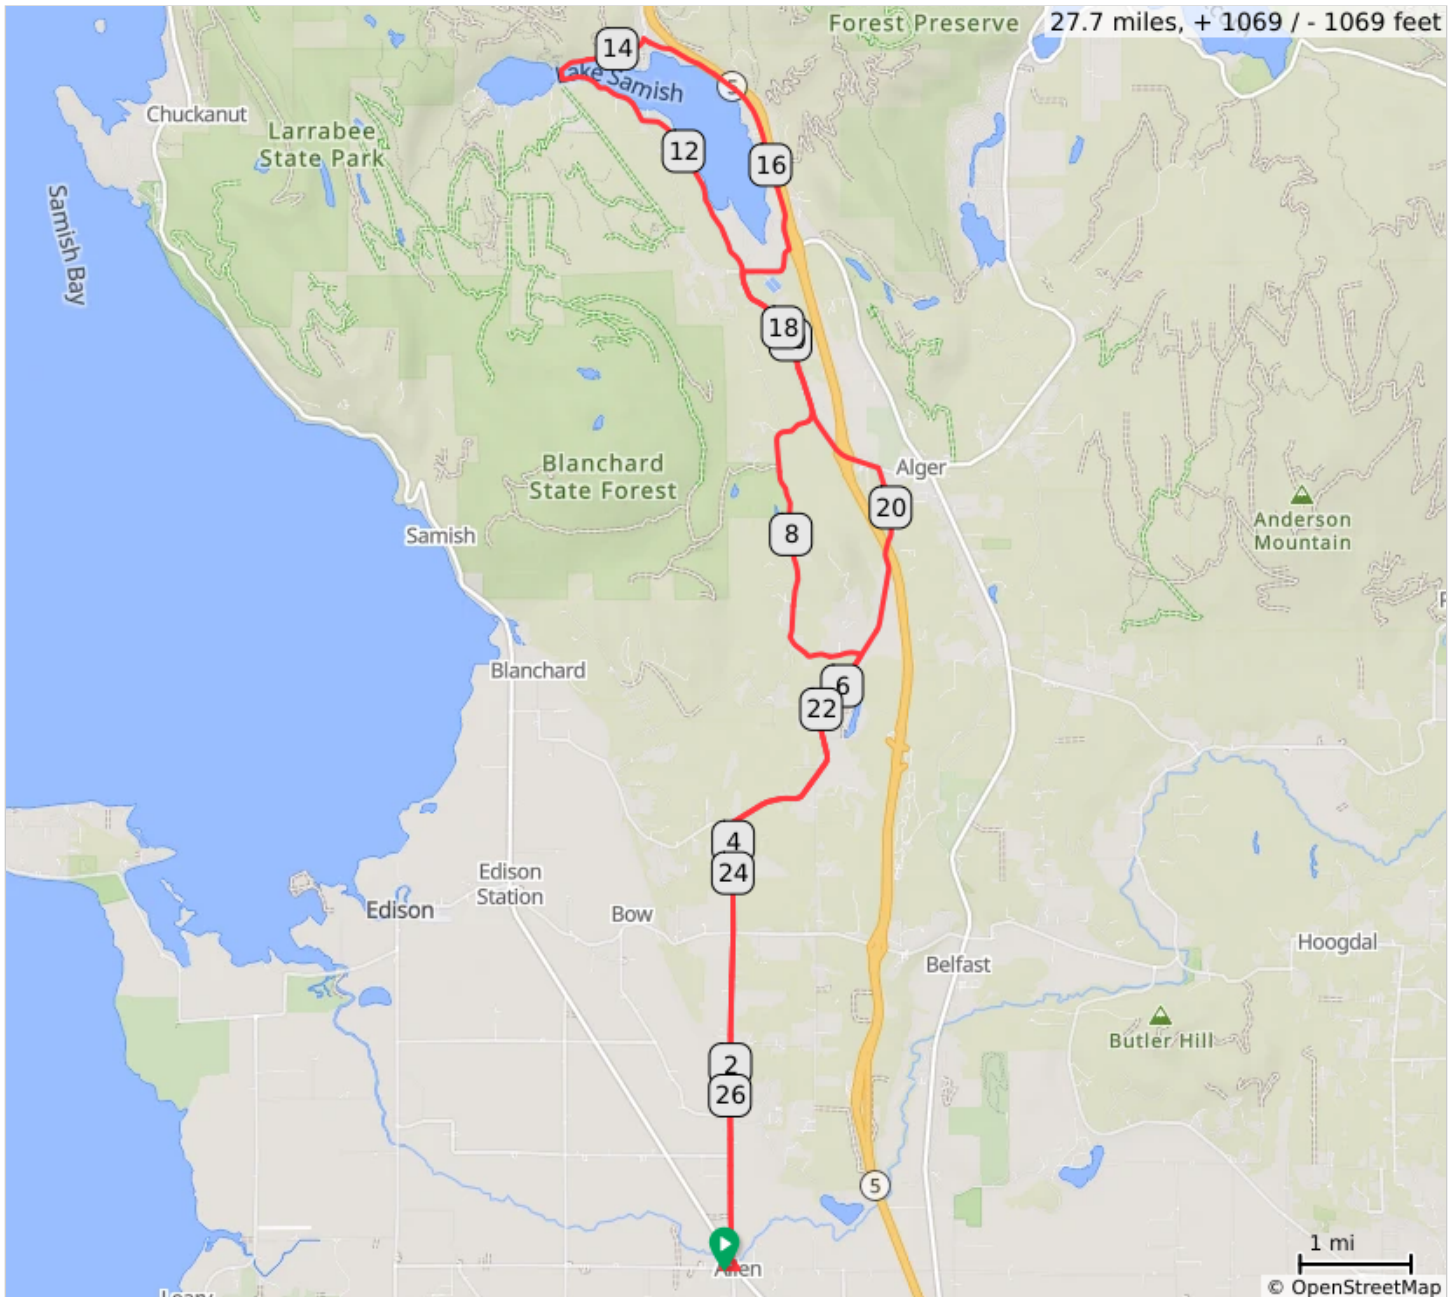 Forest Preserve
27.7 miles, + 1069 / - 1069 feet
14
Lake Samish
5
Chuckanut
Larrabee
State Park
12
16
Samish Bay
18
Blanchard
State Forest
Alger
20
Anderson
Mountain
8
Samish
Blanchard
6
22
4
24
Edison
Station
Edison
Bow
Hoogdal
Belfast
Butler Hill
2
26
5
Allen
1 mi
© OpenStreetMap